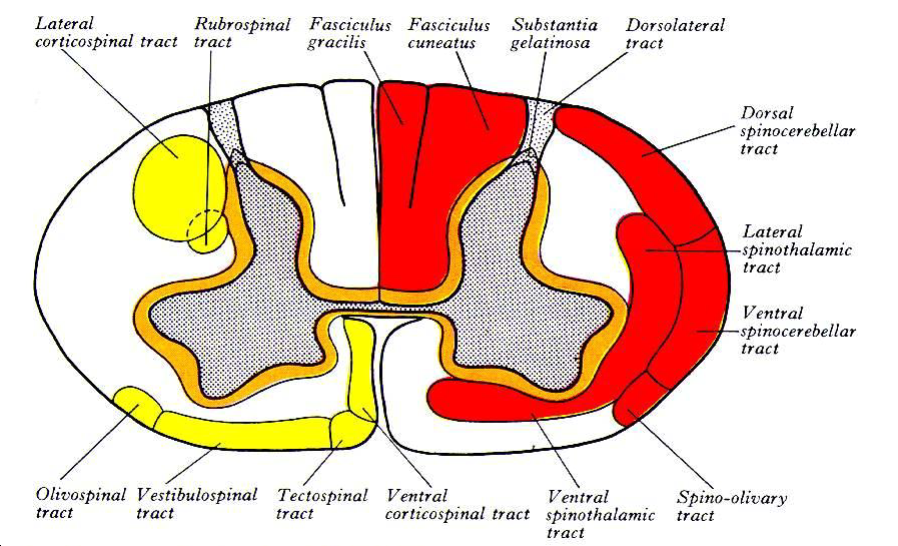 Lateral
corticospinal tract
Rubrospinal
tract
Fasciculus
gracilis
Fasciculus
cuneatus
Substantia
gelatinosa
Dorsolateral
tract
Dorsal
spinocerebellar
tract
Lateral
spinothalamic
tract
Ventral
spinocerebellar
tract
Olivospinal
tract
Vestibulospinal
tract
Tectospinal
tract
Ventral
corticospinal tract
Ventral
spinothalamic
tract
Spino-olivary
tract